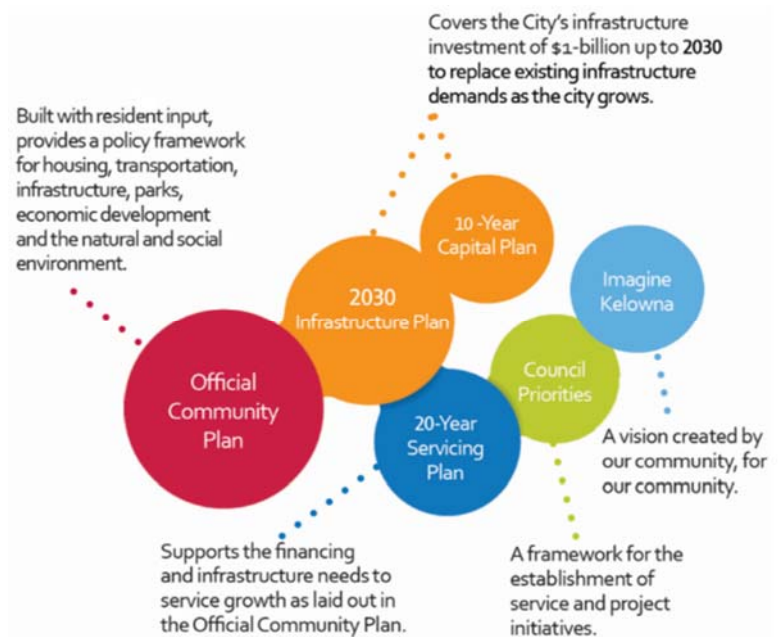 Covers the City's infrastructure
investment of $1-billion up to 2030
to replace existing infrastructure
demands as the city grows.
Built with resident input,
provides a policy framework
for housing, transportation,
infrastructure, parks,
economic development
and the natural and social
environment.
10 -Year
Capital Plan
Imagine
Kelowna
2030
Infrastructure Plan
Official
Community
Plan
Council
Priorities
20-Year
Servicing
Plan
A vision created by
our community, for
our community.
Supports the financing
and infrastructure needs to
service growth as laid out in
the Official Community Plan.
A framework for the
establishment of
service and project
initiatives.